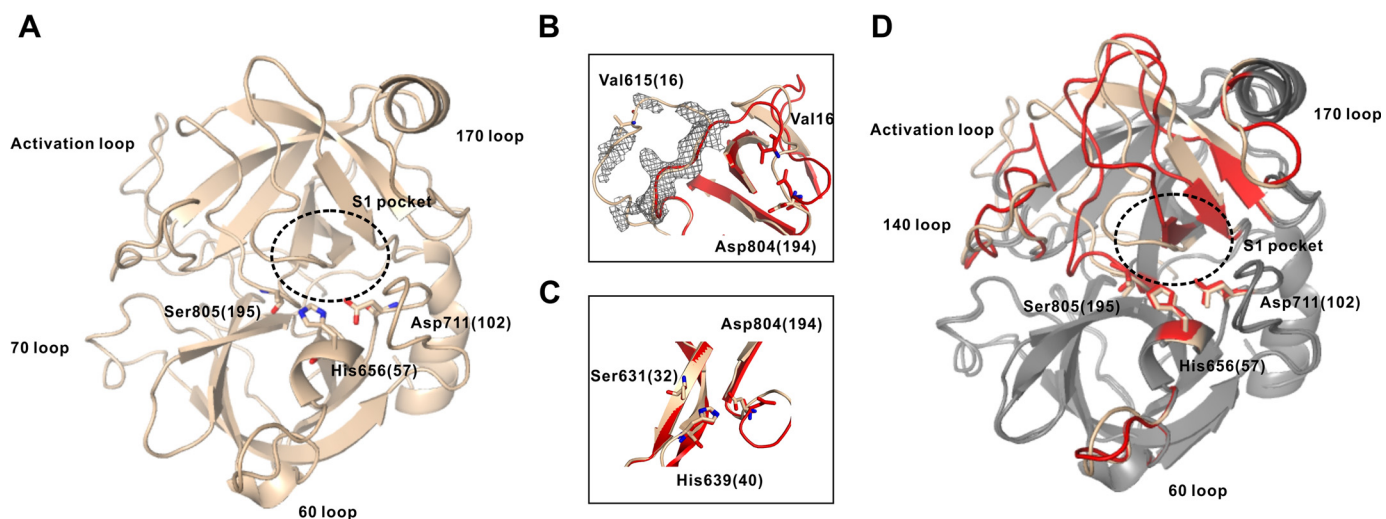 A
Activation loop
170 loop
S1 pocket
Ser805(195)
Asp711(102)
70 loop
His656(57)
60 loop
B
Val615(16)
Val16
Asp804(194)
C
Asp804(194)
Ser631(32)
His639(40)
D
Activation loop
170 loop
140 loop
S1 pocket
Ser805(195)
Asp711(102)
His656(57)
60 loop